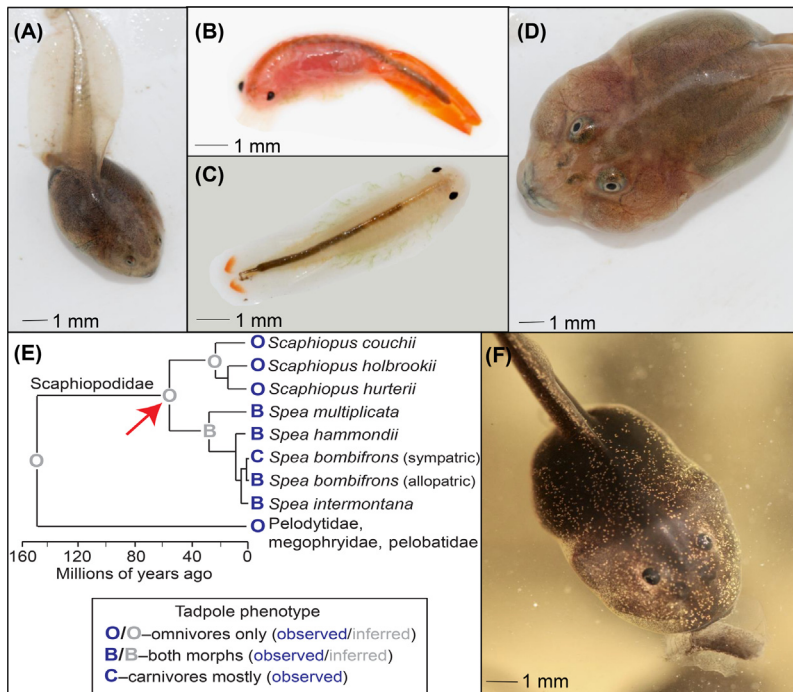 (A)
1 mm
(B)
1 mm
(C)
1 mm
(D)
1 mm
(E)
Scaphiopodidae
O Scaphiopus couchii
O
O Scaphiopus holbrookii
O Scaphiopus hurterii
O
B Spea multiplicata
B
B Spea hammondii
C Spea bombifrons (sympatric)
B Spea bombifrons (allopatric)
B Spea intermontana
O
O Pelodytidae,
megophryidae, pelobatidae
160 120 80 40 0
Millions of years ago
Tadpole phenotype
O/O–omnivores only (observed/inferred)
B/B–both morphs (observed/inferred)
C–carnivores mostly (observed)
(F)
1 mm